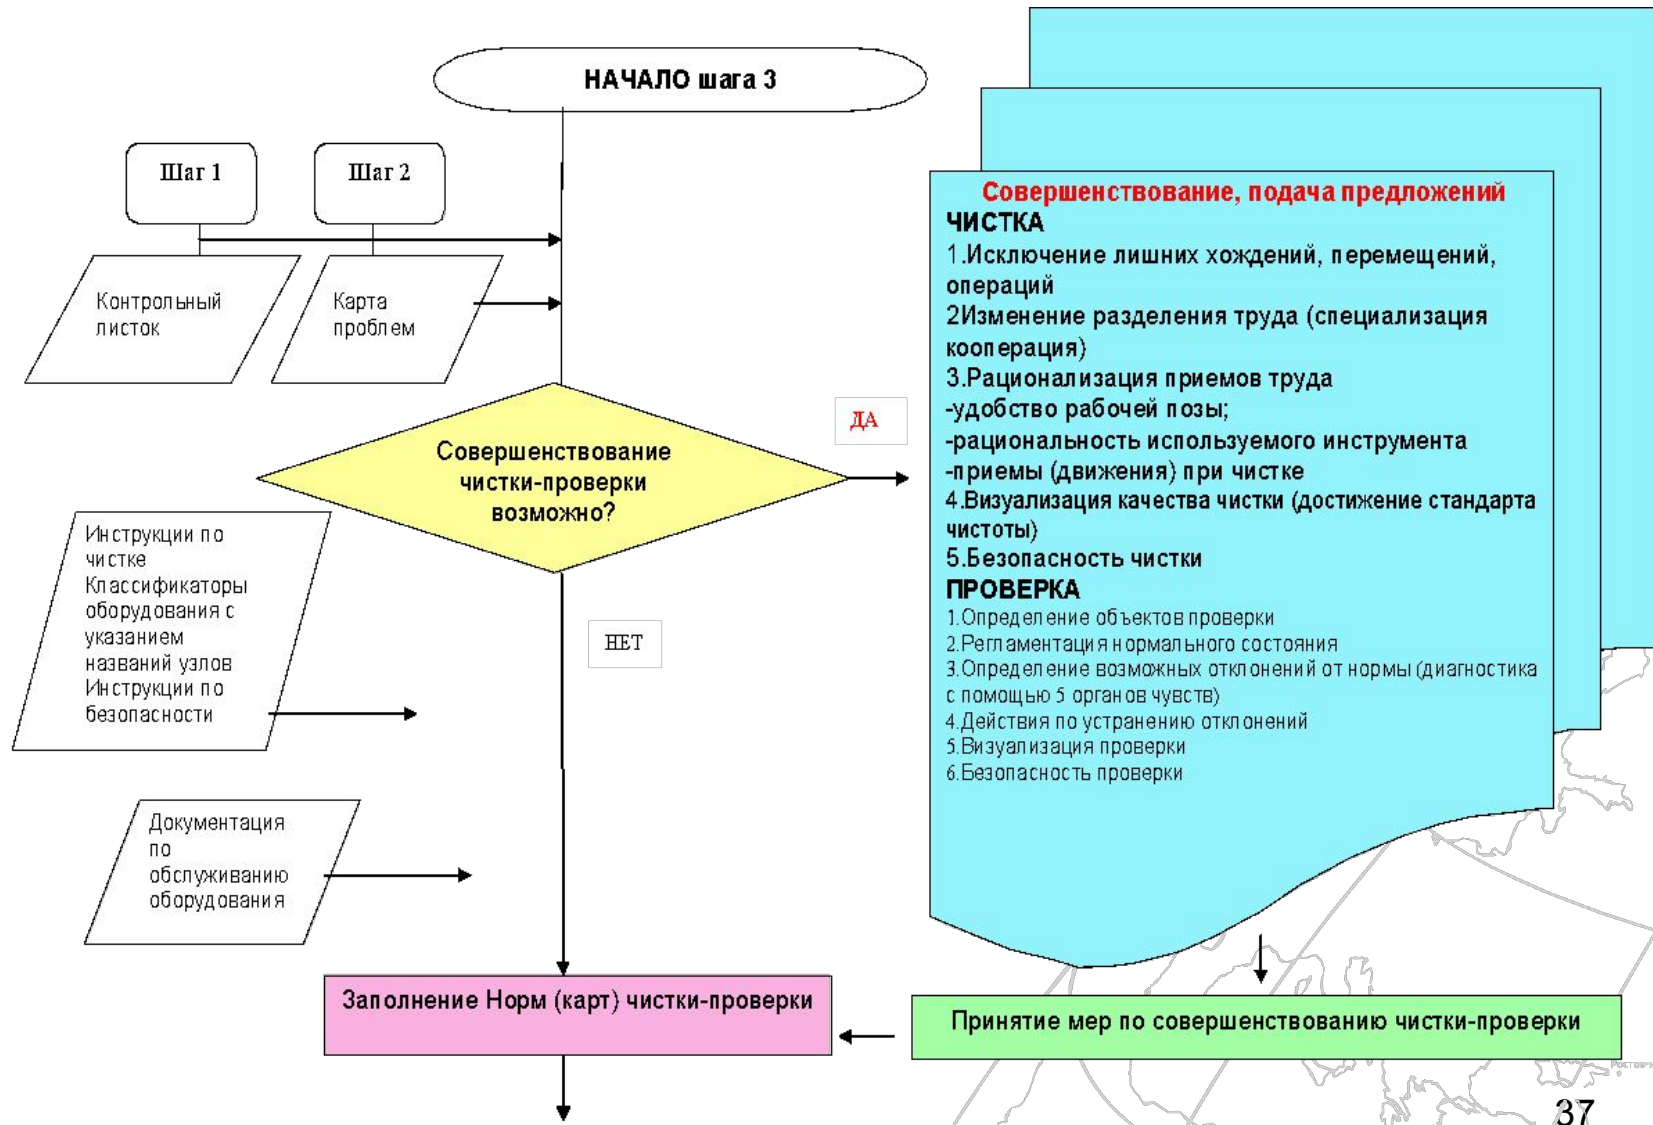 НАЧАЛО шага 3
Шаг 1
Шаг 2
Контрольный
листок
Карта
проблем
Совершенствование
чистки-проверки
возможно?
ДА
НЕТ
Инструкции по
чистке
Классификаторы
оборудования с
указанием
названий узлов
Инструкции по
безопасности
Документация
по
обслуживанию
оборудования
Заполнение Норм (карт) чистки-проверки
Совершенствование, подача предложений
ЧИСТКА
1.Исключение лишних хождений, перемещений,
операций
2Изменение разделения труда (специализация
кооперация)
3.Рационализация приемов труда
-удобство рабочей позы;
-рациональность используемого инструмента
-приемы (движения) при чистке
4.Визуализация качества чистки (достижение стандарта
чистоты)
5.Безопасность чистки
ПРОВЕРКА
1.Определение объектов проверки
2.Регламентация нормального состояния
3.Определение возможных отклонений от нормы (диагностика
с помощью 5 органов чувств)
4.Действия по устранению отклонений
5.Визуализация проверки
6.Безопасность проверки
Принятие мер по совершенствованию чистки-проверки
37